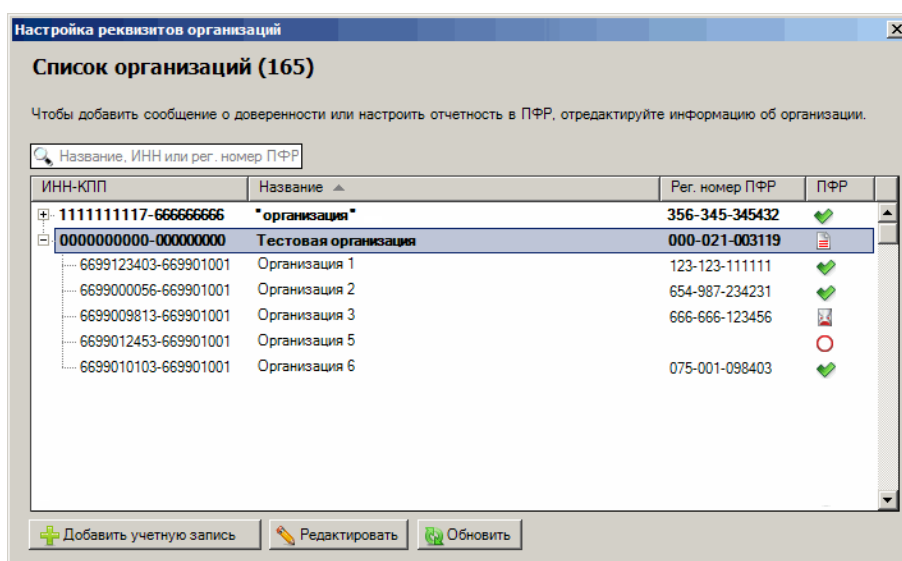 Настройка реквизитов организаций
Список организаций (165)
Чтобы добавить сообщение о доверенности или настроить отчетность в ПФР, отредактируйте информацию об организации.
Название, ИНН или рег. номер ПФР
ИНН-КПП Название Рег. номер ПФР ПФР
1111111117-666666666 "организация" 356-345-345432
0000000000-000000000 Тестовая организация 000-021-003119
6699123403-669901001 Организация 1 123-123-111111
6699000056-669901001 Организация 2 654-987-234231
6699009813-669901001 Организация 3 666-666-123456
6699012453-669901001 Организация 5
6699010103-669901001 Организация 6 075-001-098403
Добавить учетную запись Редактировать Обновить